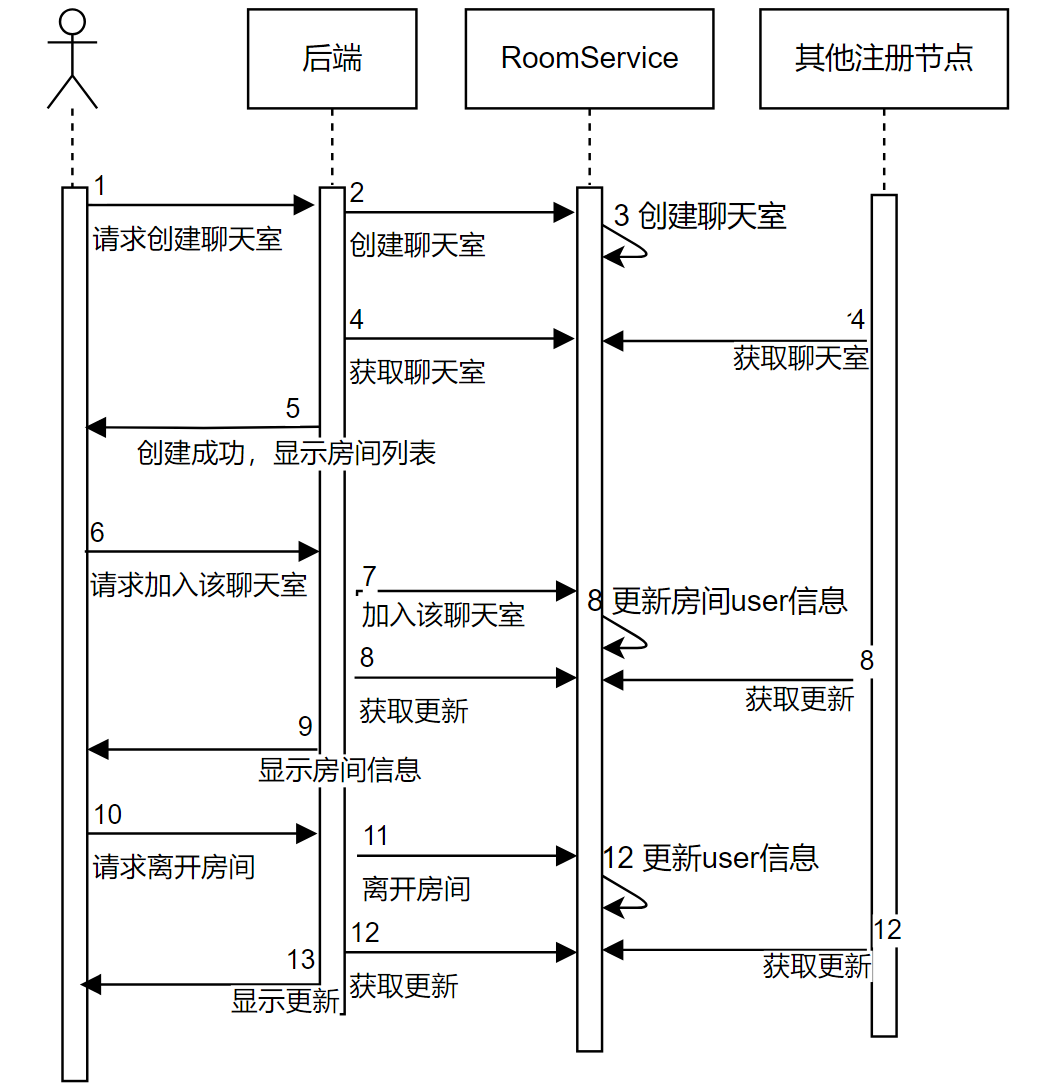 后端
RoomService
其他注册节点
1
请求创建聊天室
2
创建聊天室
3 创建聊天室
4
获取聊天室
4
获取聊天室
5
创建成功，显示房间列表
6
请求加入该聊天室
7
加入该聊天室
8 更新房间user信息
8
获取更新
8
获取更新
9
显示房间信息
10
请求离开房间
11
离开房间
12 更新user信息
12
获取更新
12
获取更新
13
显示更新